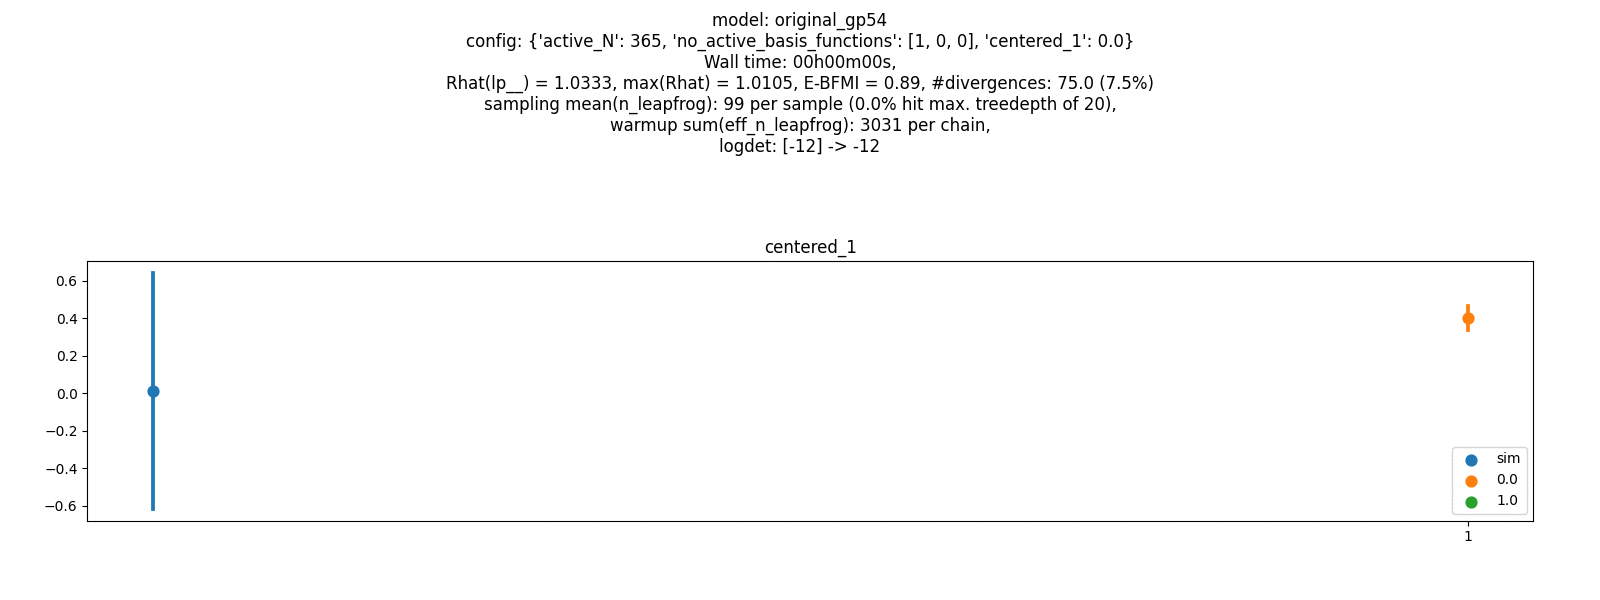 model: original_gp54
config: {'active_N': 365, 'no_active_basis_functions': [1, 0, 0], 'centered_1': 0.0}
Wall time: 00h00m00s,
Rhat(lp__) = 1.0333, max(Rhat) = 1.0105, E-BFMI = 0.89, #divergences: 75.0 (7.5%)
sampling mean(n_leapfrog): 99 per sample (0.0% hit max. treedepth of 20),
warmup sum(eff_n_leapfrog): 3031 per chain,
logdet: [-12] -> -12
centered_1
0.6
0.4
0.2
0.0
−0.2
−0.4
−0.6
sim
0.0
1.0
1